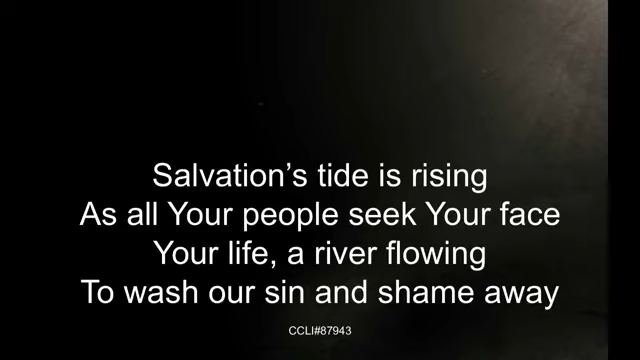 Salvation’s tide is rising
As all Your people seek Your face
Your life, a river flowing
To wash our sin and shame away
CCLI#87943